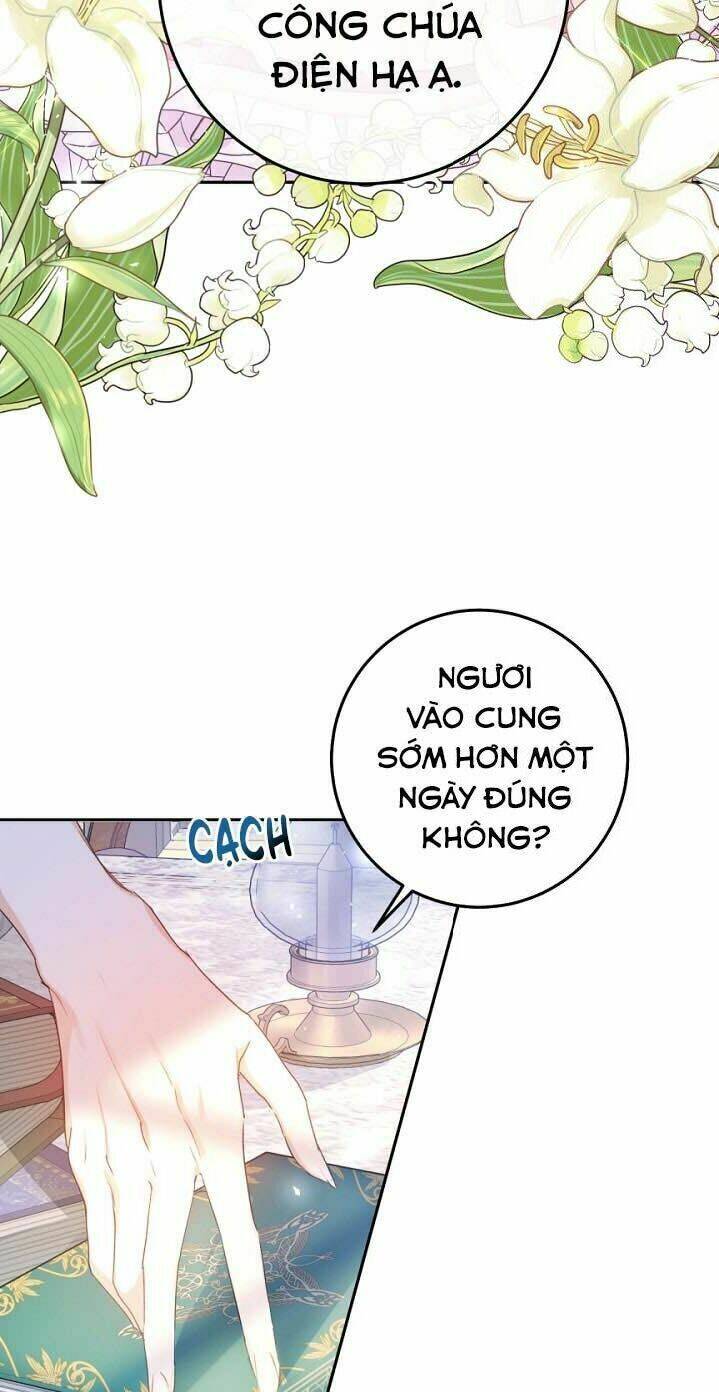 CÔNG CHÚA
ĐIỆN HẠ Ạ.
NGƯƠI
VÀO CUNG
SỚM HƠN MỘT
NGÀY ĐÚNG
KHÔNG?
CẠCH